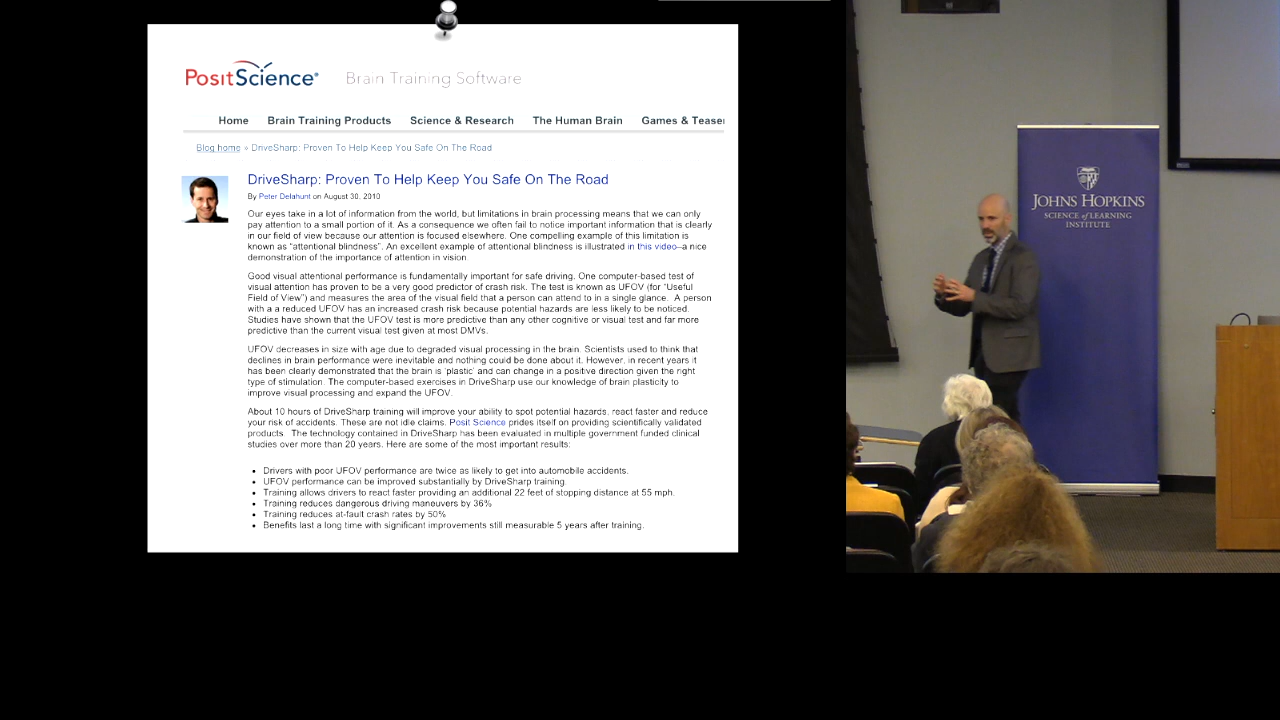 PositScience®
Brain Training Software
Home Brain Training Products Science & Research The Human Brain Games & Teaser
Blog home » DriveSharp: Proven To Help Keep You Safe On The Road
DriveSharp: Proven To Help Keep You Safe On The Road
By Peter Delahunt on August 30, 2010
Our eyes take in a lot of information from the world, but limitations in brain processing means that we can only
pay attention to a small portion of it. As a consequence we often fail to notice important information that is clearly
in our field of view because our attention is focused elsewhere. One compelling example of this limitation is
known as “attentional blindness”. An excellent example of attentional blindness is illustrated in this video–a nice
demonstration of the importance of attention in vision
Good visual attentional performance is fundamentally important for safe driving. One computer-based test of
visual attention has proven to be a very good predictor of crash risk. The test is known as UFOV (for “Useful
Field of View”) and measures the area of the visual field that a person can attend to in a single glance. A person
with a a reduced UFOV has an increased crash risk because potential hazards are less likely to be noticed.
Studies have shown that the UFOV test is more predictive than any other cognitive or visual test and far more
predictive than the current visual test given at most DMVs.
UFOV decreases in size with age due to degraded visual processing in the brain. Scientists used to think that
declines in brain performance were inevitable and nothing could be done about it. However, in recent years it
has been clearly demonstrated that the brain is ‘plastic’ and can change in a positive direction given the right
type of stimulation. The computer-based exercises in DriveSharp use our knowledge of brain plasticity to
improve visual processing and expand the UFOV.
About 10 hours of DriveSharp training will improve your ability to spot potential hazards, react faster and reduce
your risk of accidents. These are not idle claims. Posit Science prides itself on providing scientifically validated
products. The technology contained in DriveSharp has been evaluated in multiple government funded clinical
studies over more than 20 years. Here are some of the most important results:
• Drivers with poor UFOV performance are twice as likely to get into automobile accidents.
• UFOV performance can be improved substantially by DriveSharp training.
• Training allows drivers to react faster providing an additional 22 feet of stopping distance at 55 mph.
• Training reduces dangerous driving maneuvers by 36%
• Training reduces at-fault crash rates by 50%
• Benefits last a long time with significant improvements still measurable 5 years after training.
JOHNS HOPKINS
SCIENCE of LEARNING
INSTITUTE